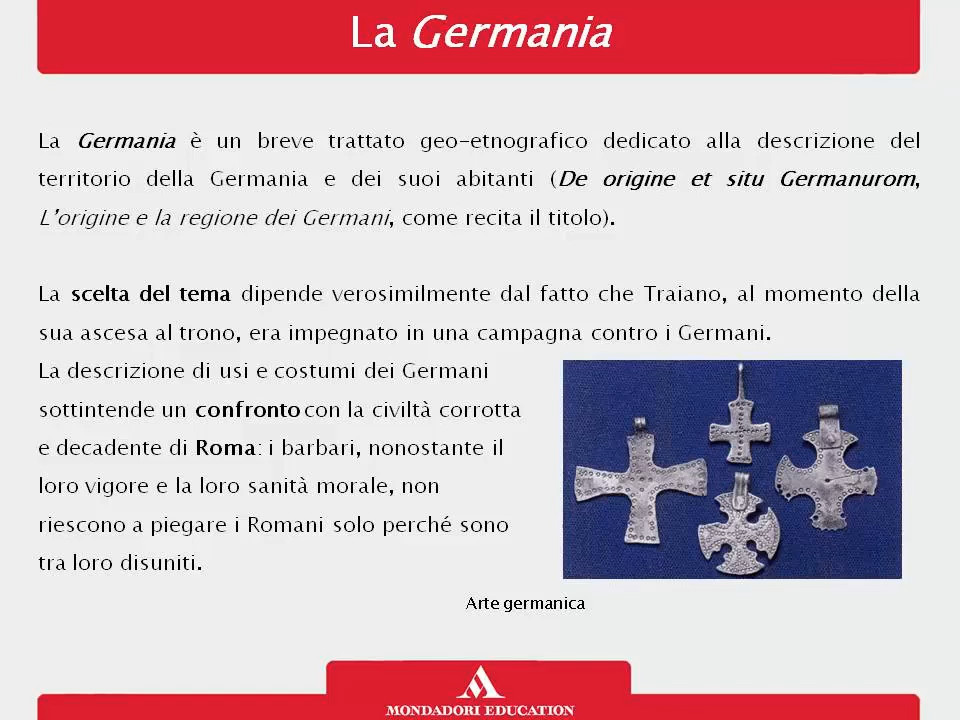 La Germania
La Germania è un breve trattato geo-etnografico dedicato alla descrizione del
territorio della Germania e dei suoi abitanti (De origine et situ Germanurom,
L'origine e la regione dei Germani, come recita il titolo).
La scelta del tema dipende verosimilmente dal fatto che Traiano, al momento della
sua ascesa al trono, era impegnato in una campagna contro i Germani.
La descrizione di usi e costumi dei Germani
sottintende un confronto con la civiltà corrotta
e decadente di Roma: i barbari, nonostante il
loro vigore e la loro sanità morale, non
riescono a piegare i Romani solo perché sono
tra loro disuniti.
Arte germanica
MONDADORI EDUCATION